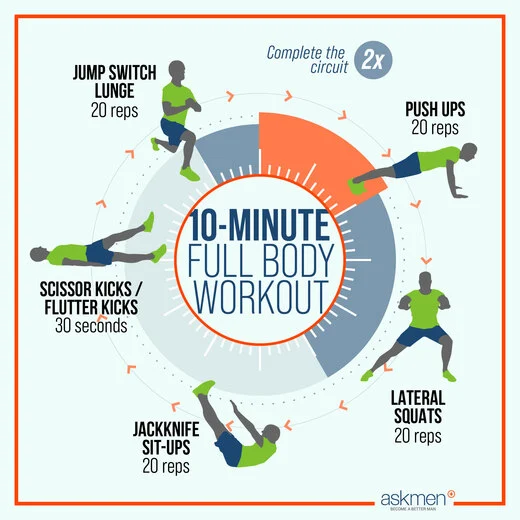 Complete the
circuit
2x
JUMP SWITCH
LUNGE
20 reps
PUSH UPS
20 reps
10-MINUTE
FULL BODY
WORKOUT
SCISSOR KICKS /
FLUTTER KICKS
30 seconds
LATERAL
SQUATS
20 reps
JACKKNIFE
SIT-UPS
20 reps
askmen
BECOME A BETTER MAN